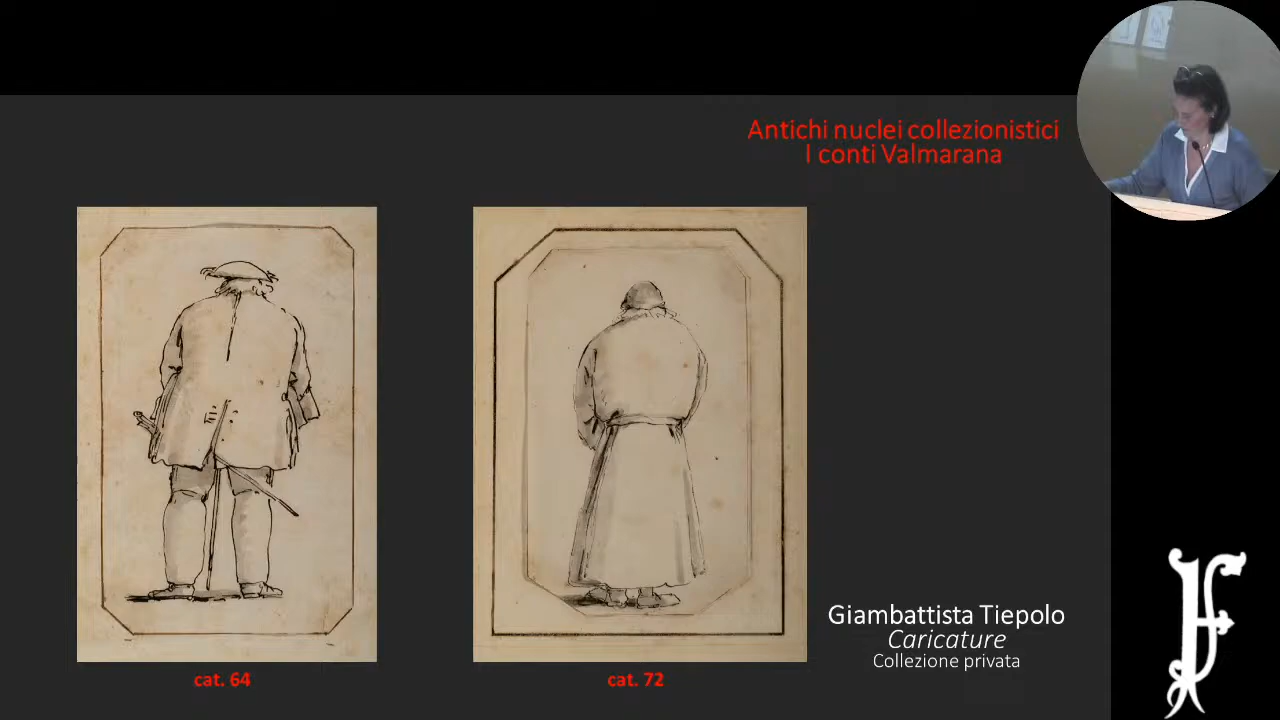 Antichi nuclei collezionistici
I conti Valmarana
Giambattista Tiepolo
Caricature
Collezione privata
cat. 64
cat. 72